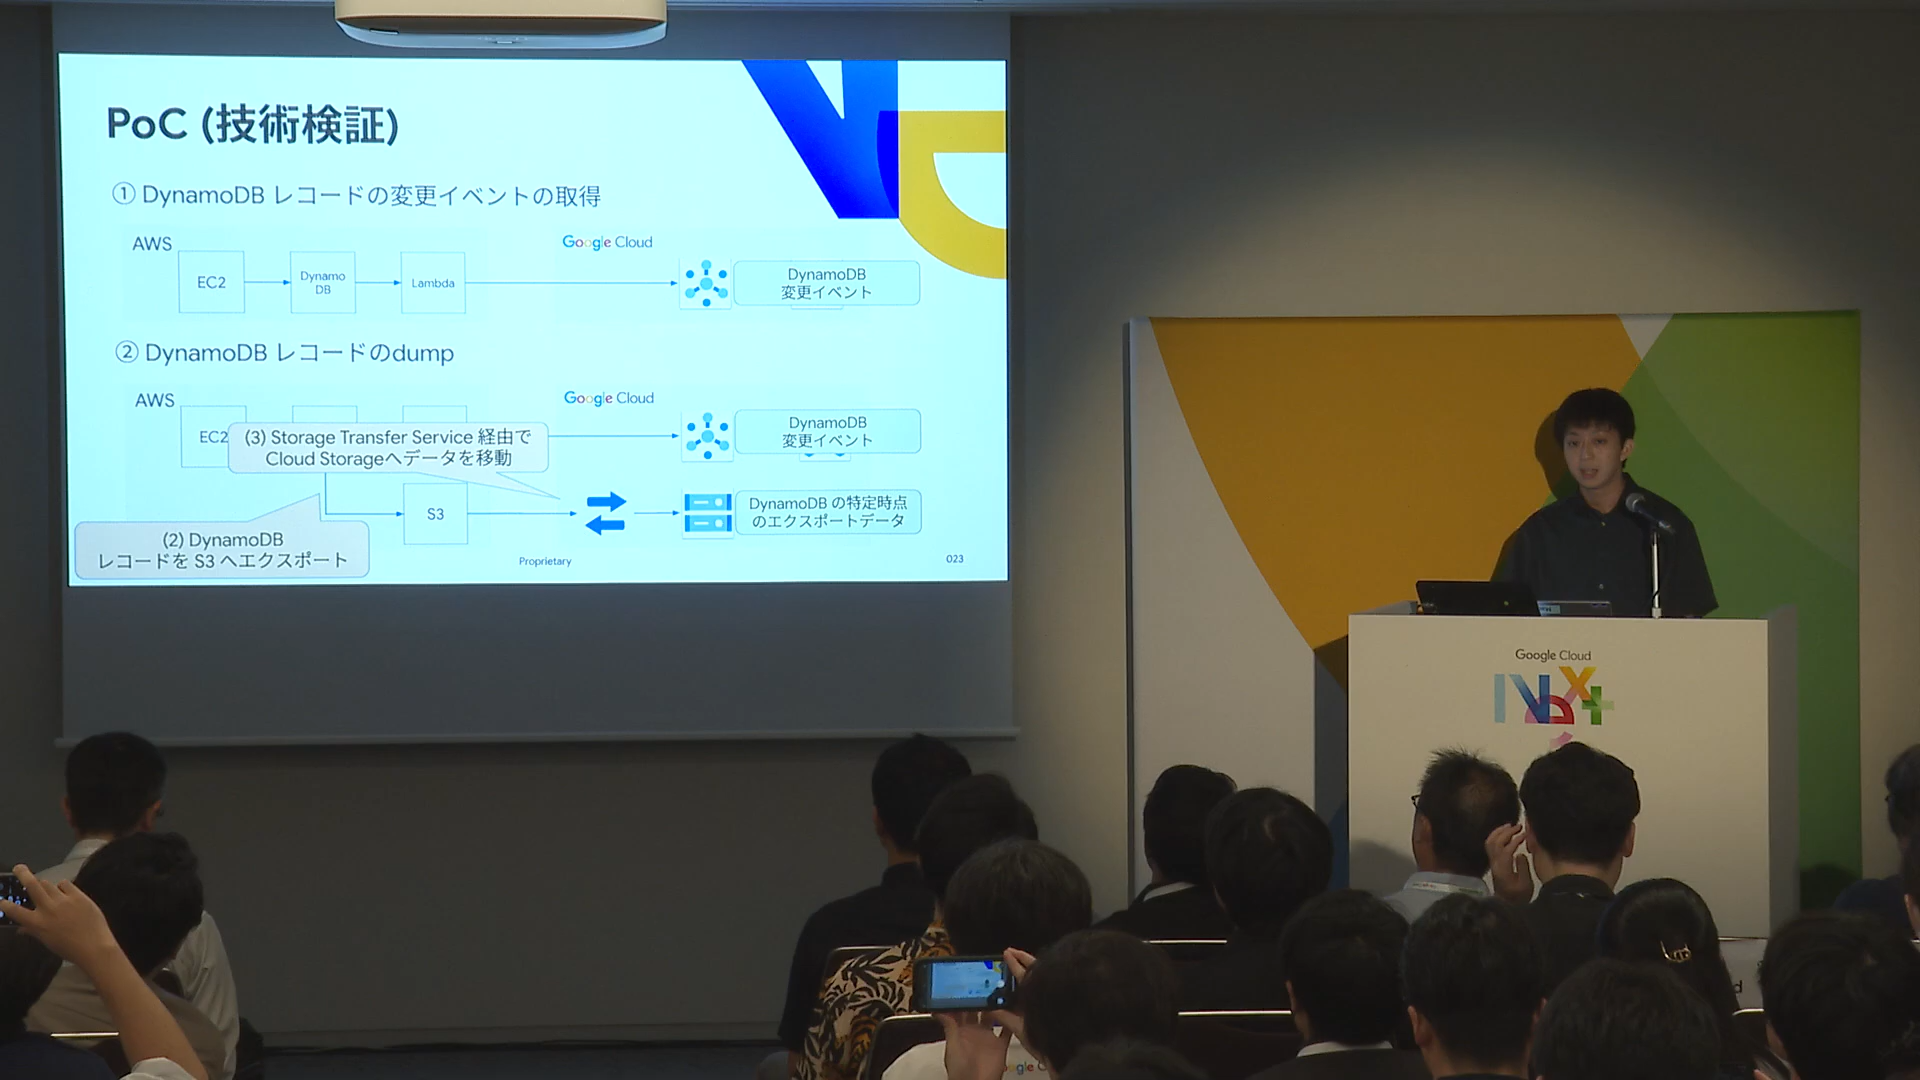 PoC (技術検証)
① DynamoDB レコードの変更イベントの取得
AWS
Google Cloud
EC2
Dynamo
DB
Lambda
DynamoDB
変更イベント
② DynamoDB レコードのdump
AWS
Google Cloud
EC2
(3) Storage Transfer Service 経由で
Cloud Storageへデータを移動
DynamoDB
変更イベント
S3
DynamoDB の特定時点
のエクスポートデータ
(2) DynamoDB
レコードを S3 へエクスポート
Proprietary
023
Google Cloud
Next